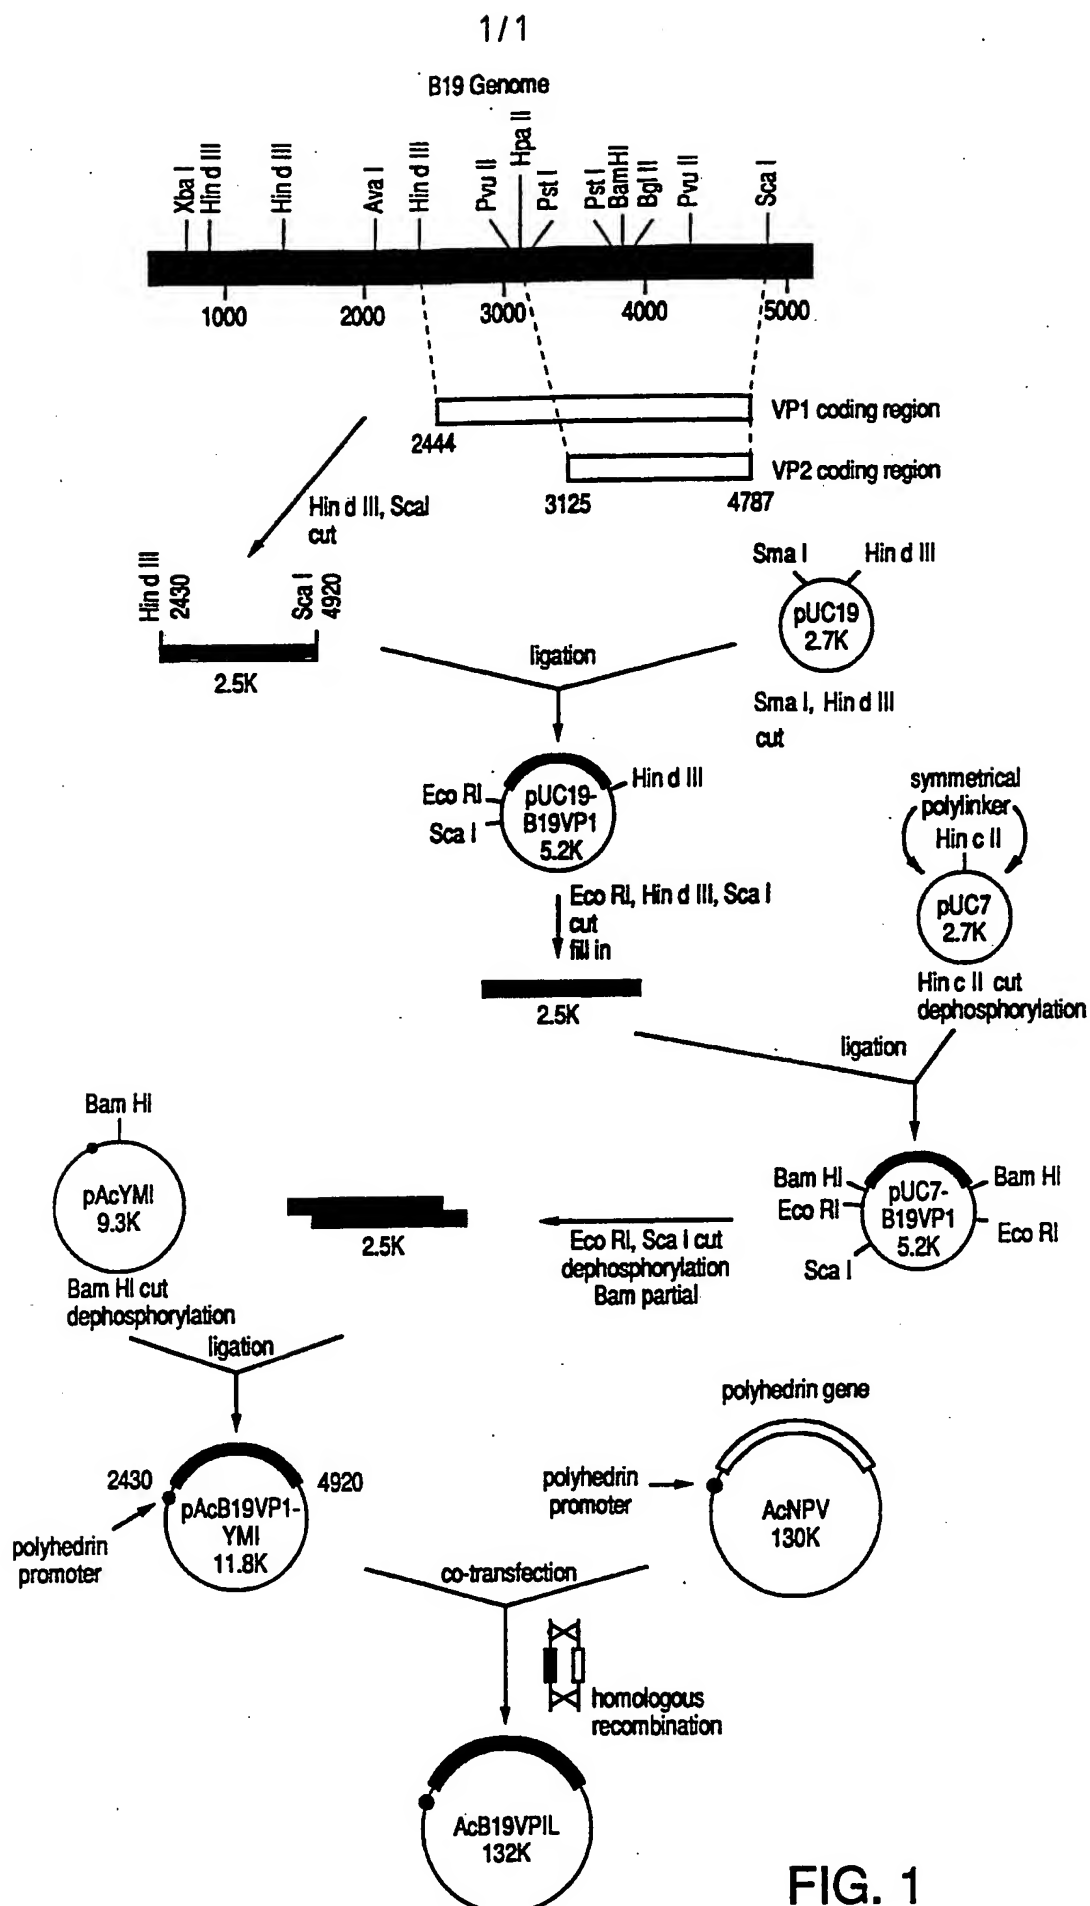 1/1
B19 Genome
Xba I
Hin d III
Hin d III
Ava I
Hin d III
Pvu II
Hpa II
Pst I
Pst I
BamHI
Bgl II
Pvu II
Sca I
1000
2000
3000
4000
5000
VP1 coding region
2444
VP2 coding region
3125
4787
Hin d III, ScaI
cut
Hin d III
2430
Sca I
4920
2.5K
Sma I
Hin d III
pUC19
2.7K
Sma I, Hin d III
cut
ligation
Eco RI
Sca I
pUC19-
B19VP1
5.2K
Hin d III
symmetrical
polylinker
Hin c II
pUC7
2.7K
Hin c II cut
dephosphorylation
Eco RI, Hin d III, Sca I
cut
fill in
2.5K
ligation
Bam HI
pAcYMI
9.3K
Bam HI cut
dephosphorylation
2.5K
Eco RI, Sca I cut
dephosphorylation
Bam partial
Bam HI
Eco RI
Sca I
pUC7-
B19VP1
5.2K
Bam HI
Eco RI
ligation
2430
4920
pAcB19VP1-
YMI
11.8K
polyhedrin
promoter
polyhedrin gene
polyhedrin
promoter
AcNPV
130K
co-transfection
homologous
recombination
AcB19VPIL
132K
FIG. 1